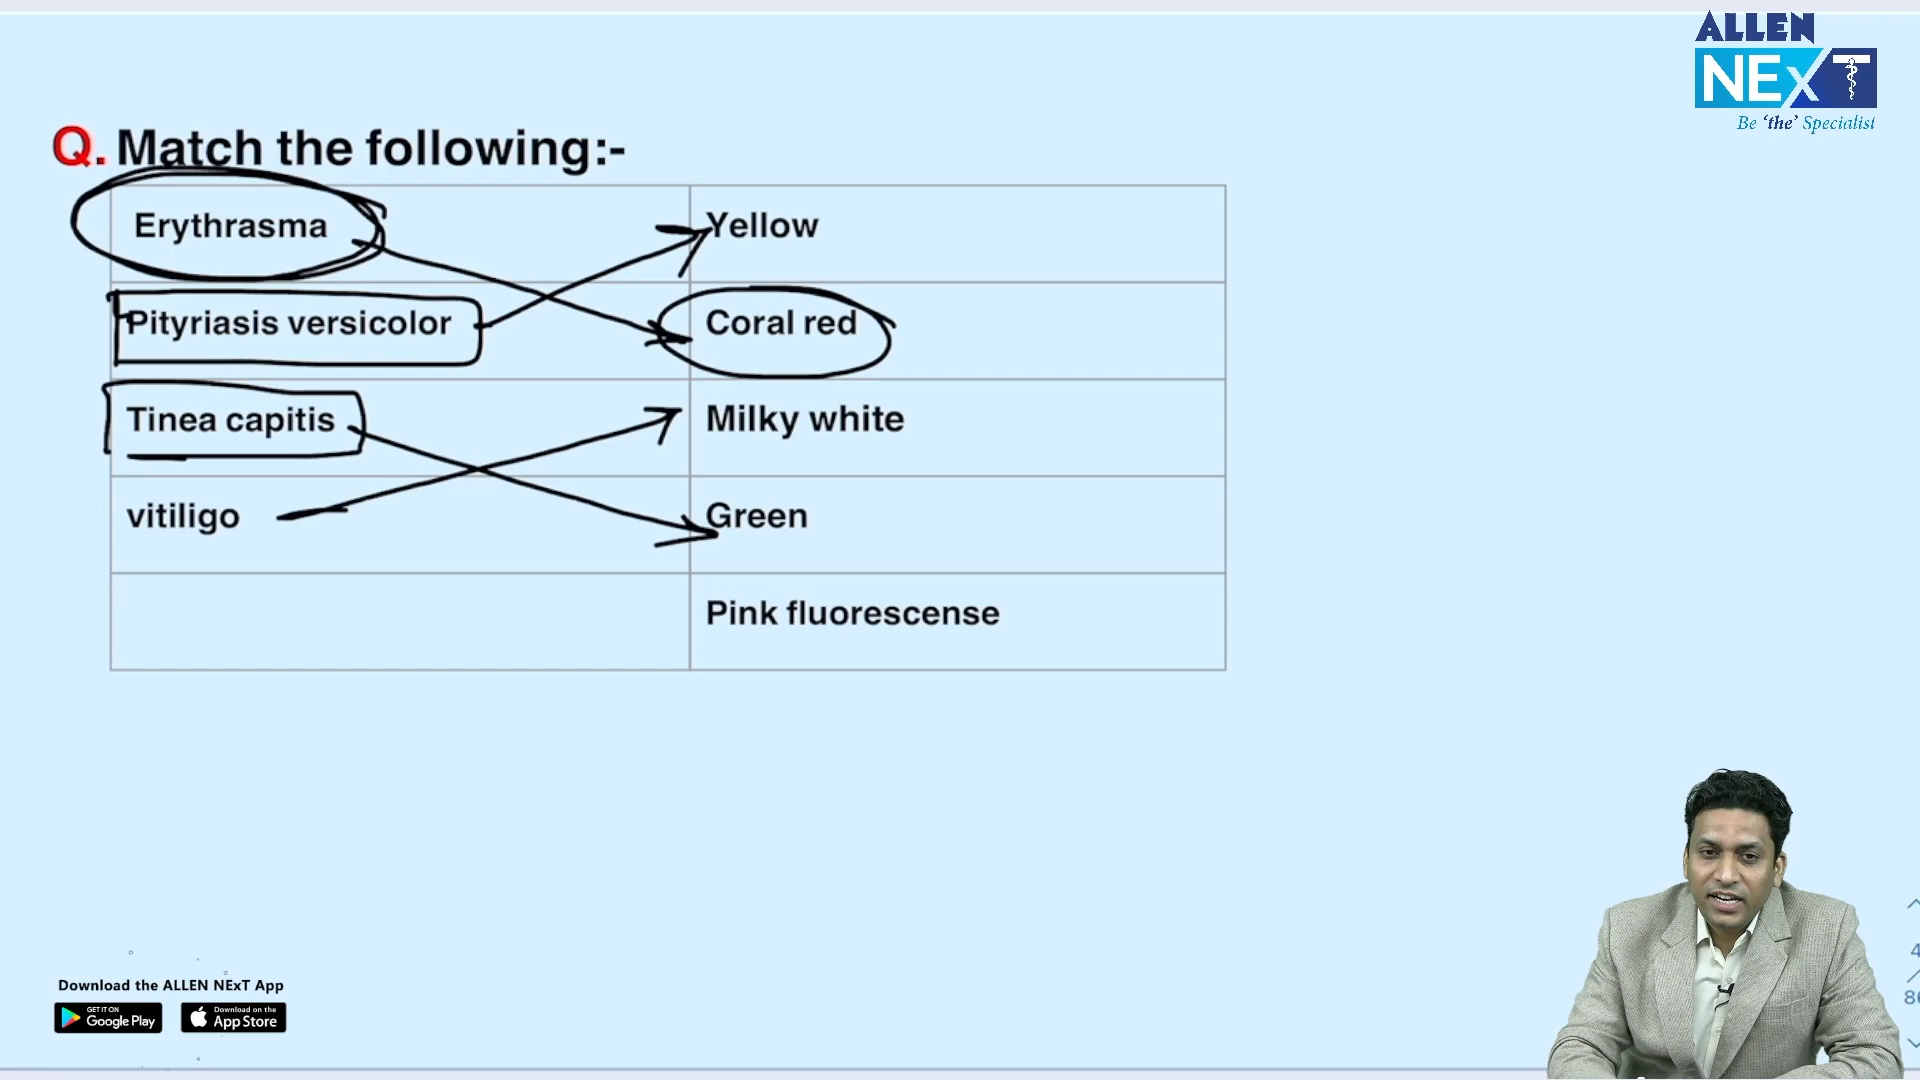 ALLEN
NExT
Be 'the' Specialist
Q. Match the following:-
Erythrasma Yellow
Pityriasis versicolor Coral red
Tinea capitis Milky white
vitiligo Green
Pink fluorescense
4
Download the ALLEN NExT App
GET IT ON
Google Play
Download on the
App Store